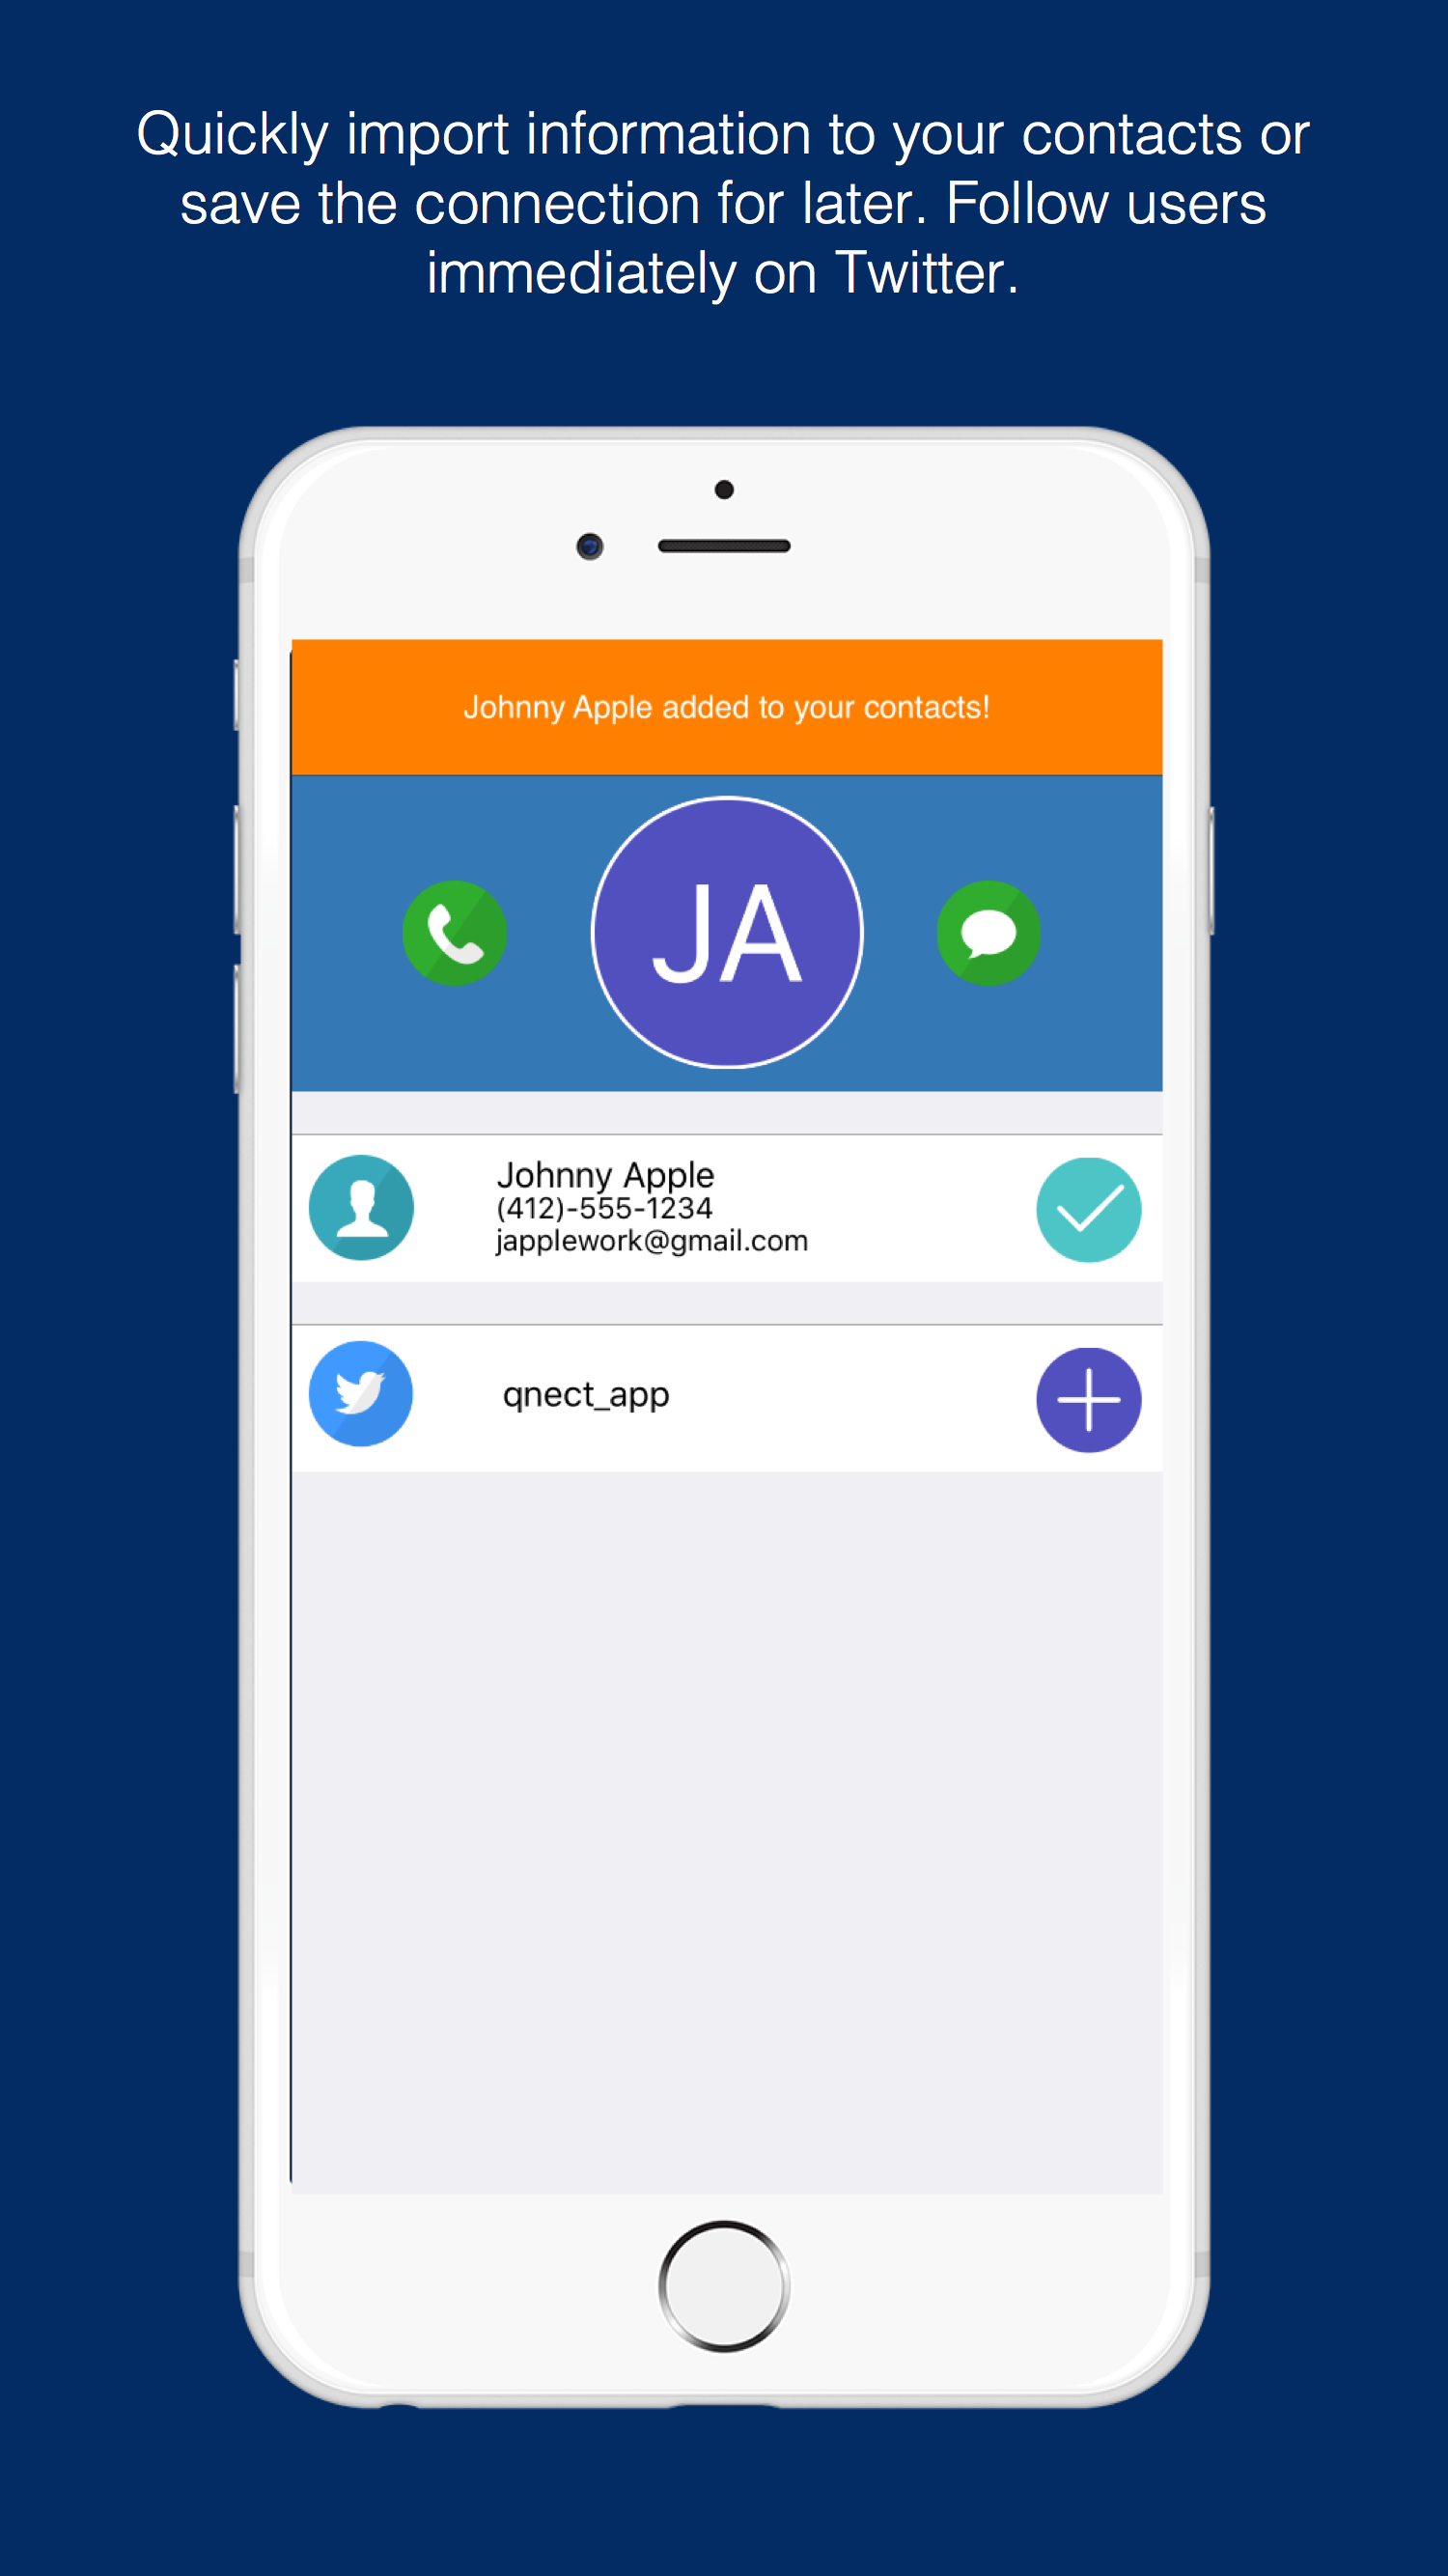 Quickly import information to your contacts or
save the connection for later. Follow users
immediately on Twitter.
Johnny Apple added to your contacts!
JA
Johnny Apple
(412)-555-1234
japplework@gmail.com
qnect_app